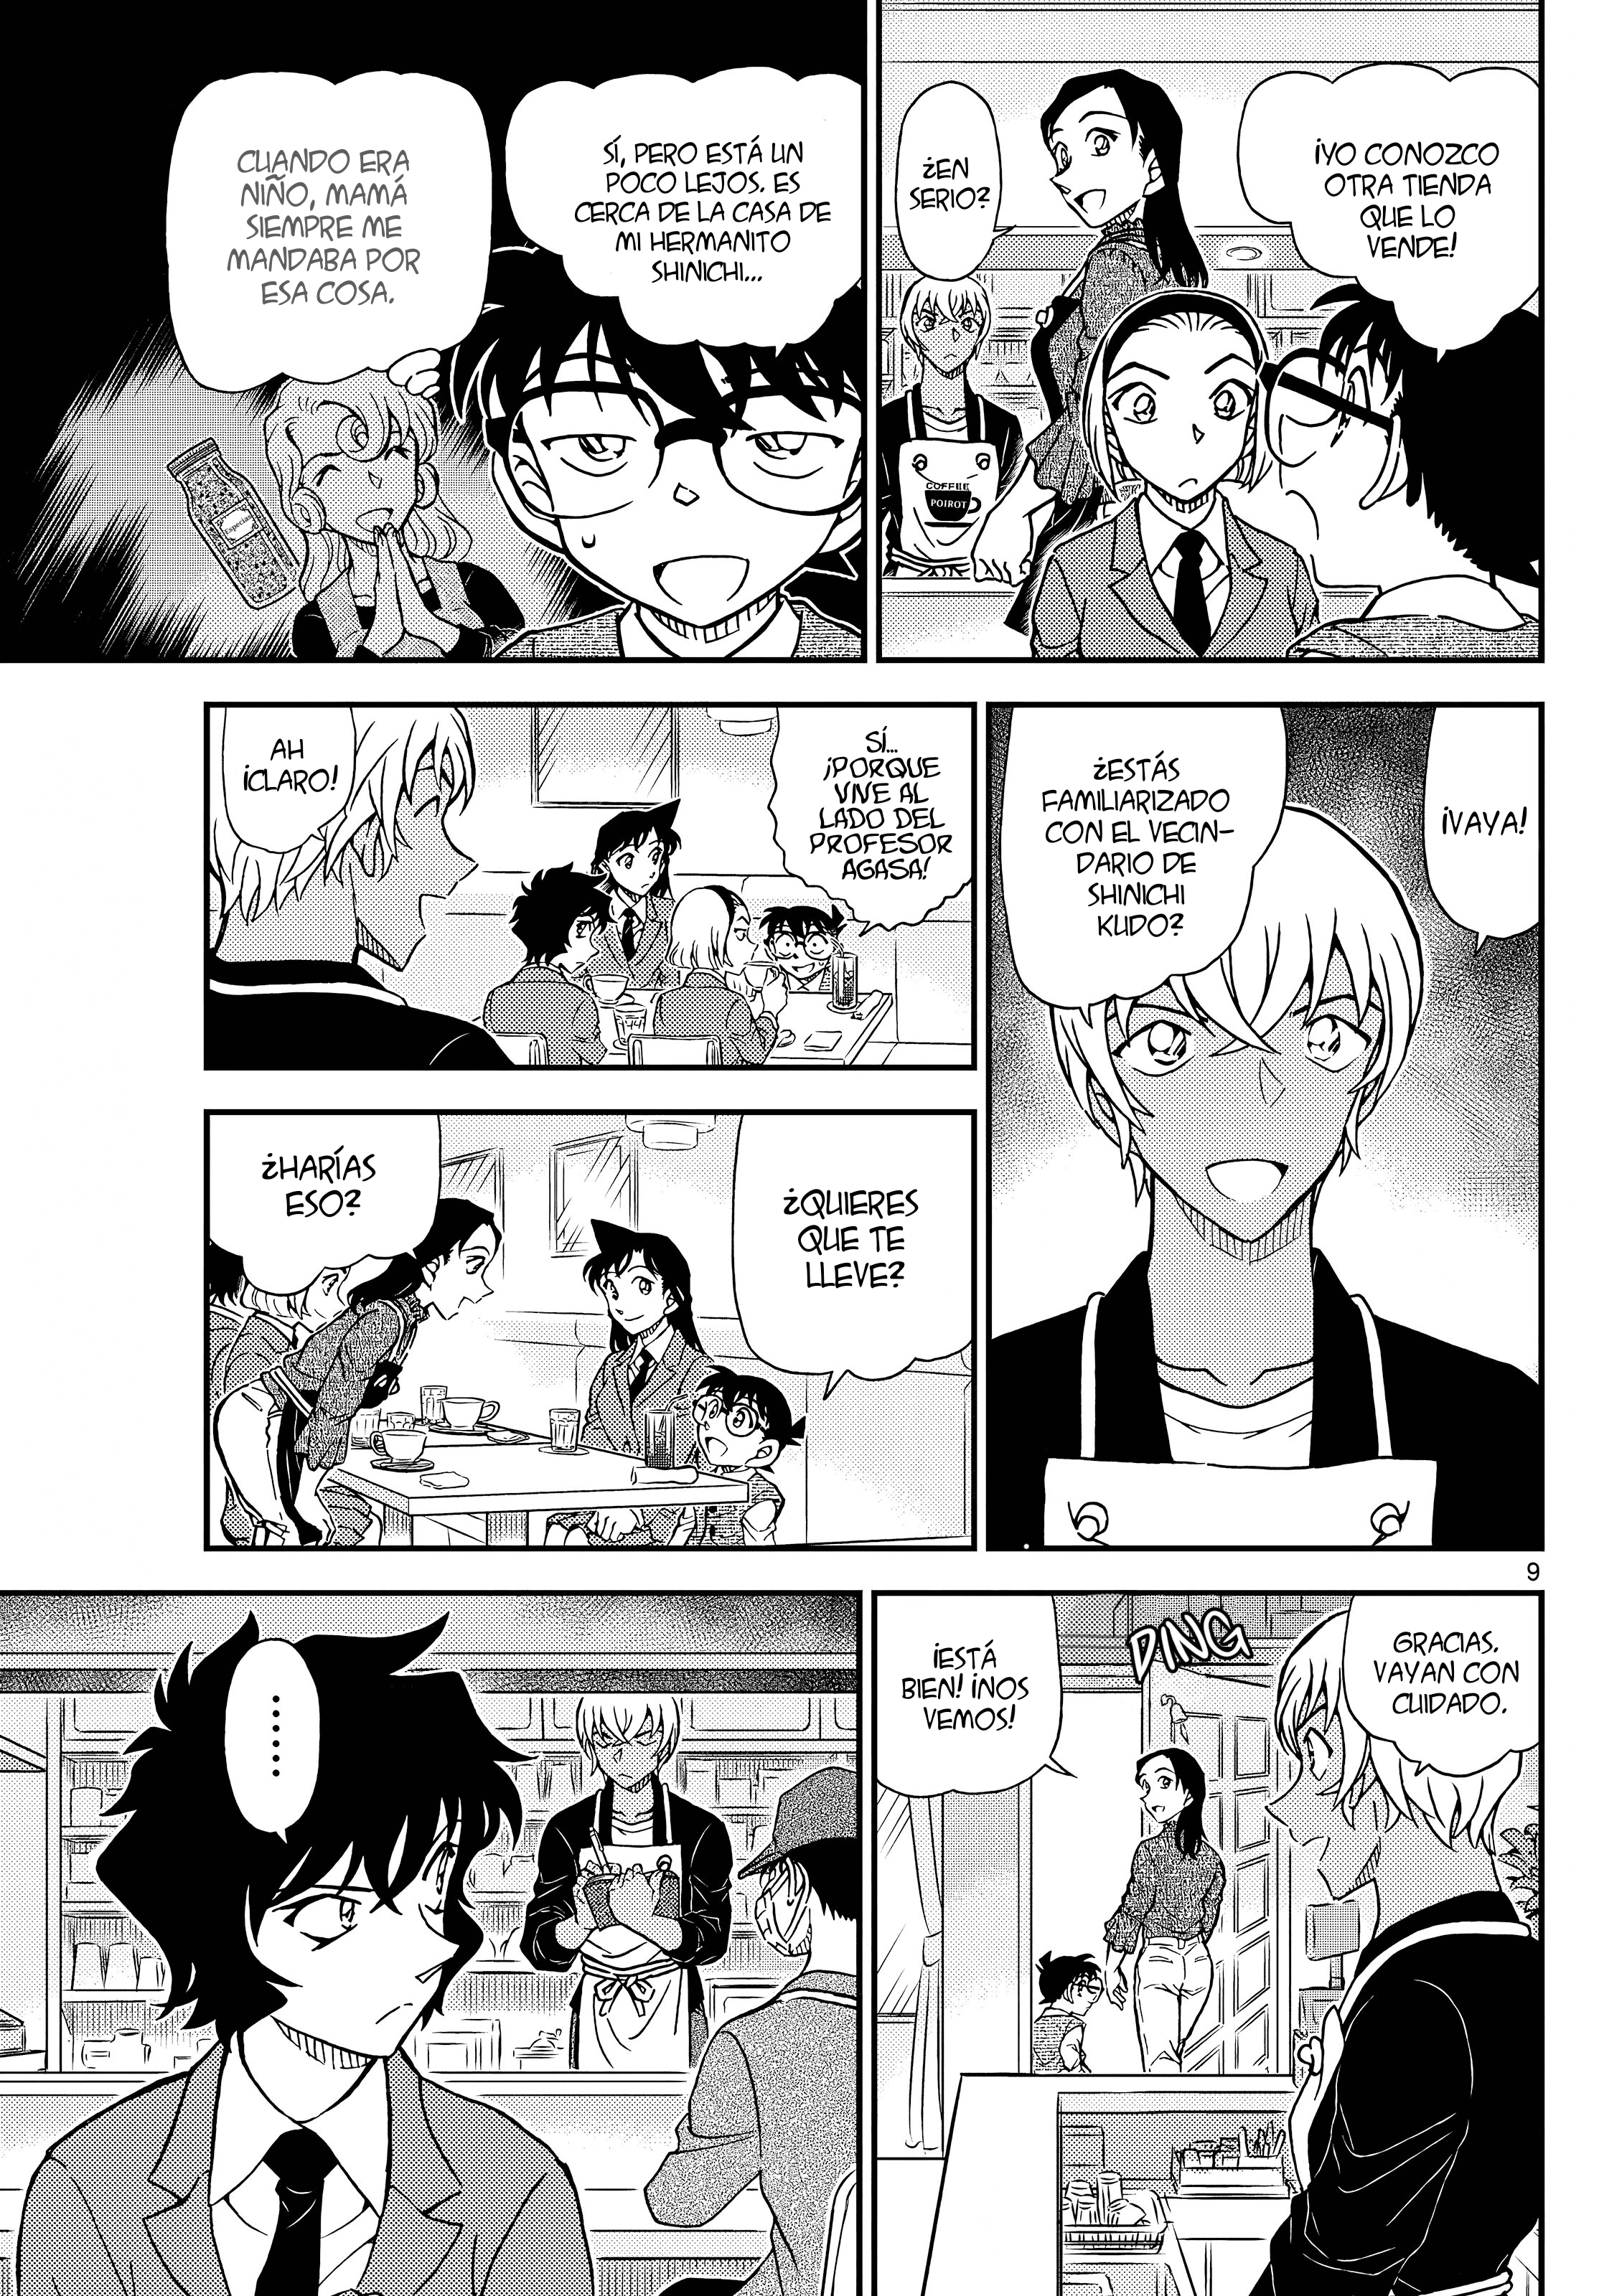 ¡YO CONOZCO
OTRA TIENDA
QUE LO
VENDE!
¿EN
SERIO?
COFFEE
POIROT
SÍ, PERO ESTÁ UN
POCO LEJOS. ES
CERCA DE LA CASA DE
MI HERMANITO
SHINICHI...
CUANDO ERA
NIÑO, MAMÁ
SIEMPRE ME
MANDABA POR
ESA COSA.
Especial
¡VAYA!
¿ESTÁS
FAMILIARIZADO
CON EL VECIN-
DARIO DE
SHINICHI
KUDO?
SÍ...
¡PORQUE
VIVE AL
LADO DEL
PROFESOR
AGASA!
AH
¡CLARO!
¿QUIERES
QUE TE
LLEVE?
¿HARÍAS
ESO?
9
GRACIAS.
VAYAN CON
CUIDADO.
DING
¡ESTÁ
BIEN! ¡NOS
VEMOS!
......